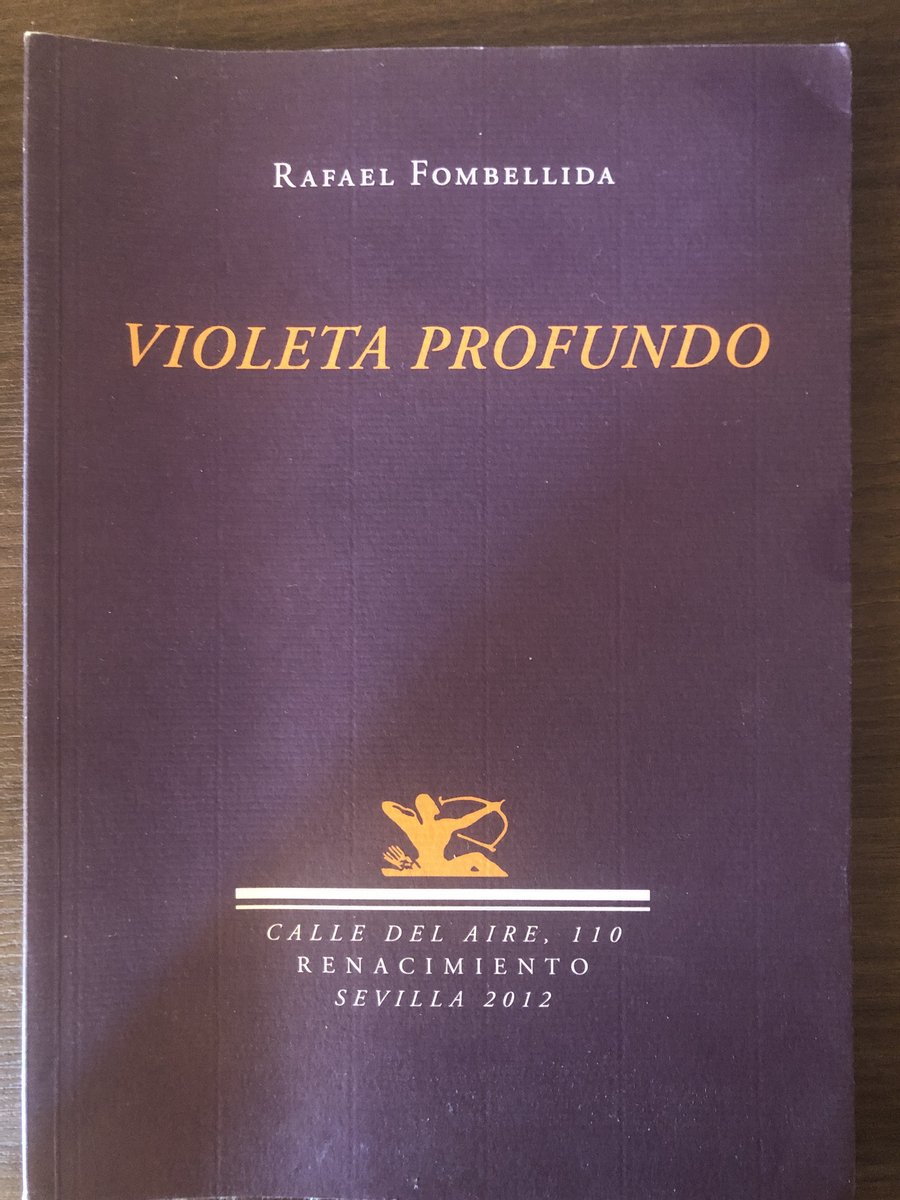 RAFAEL FOMBELLIDA
VIOLETA PROFUNDO
CALLE DEL AIRE, 110
RENACIMIENTO
SEVILLA 2012